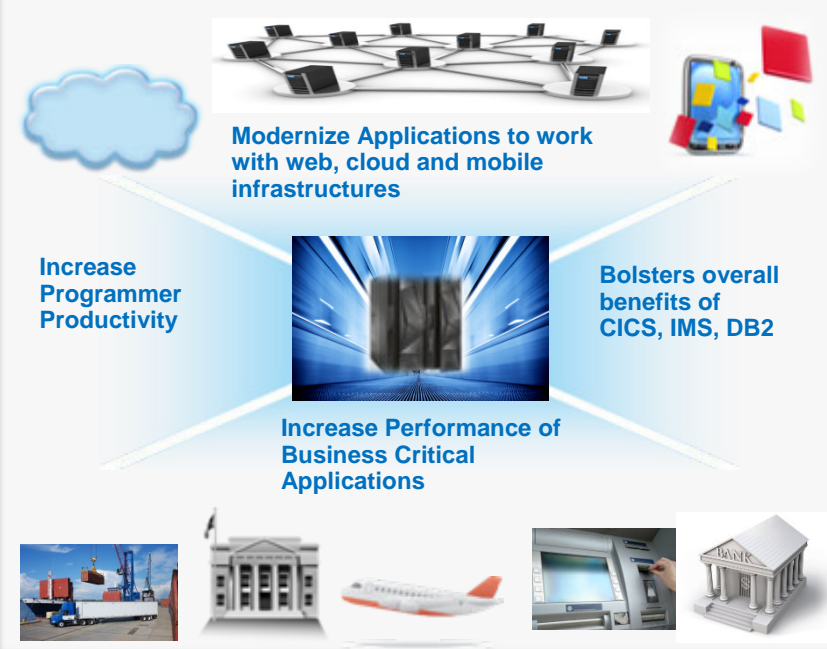 Modernize Applications to work
with web, cloud and mobile
infrastructures
Increase
Programmer
Productivity
Bolsters overall
benefits of
CICS, IMS, DB2
Increase Performance of
Business Critical
Applications
BANK